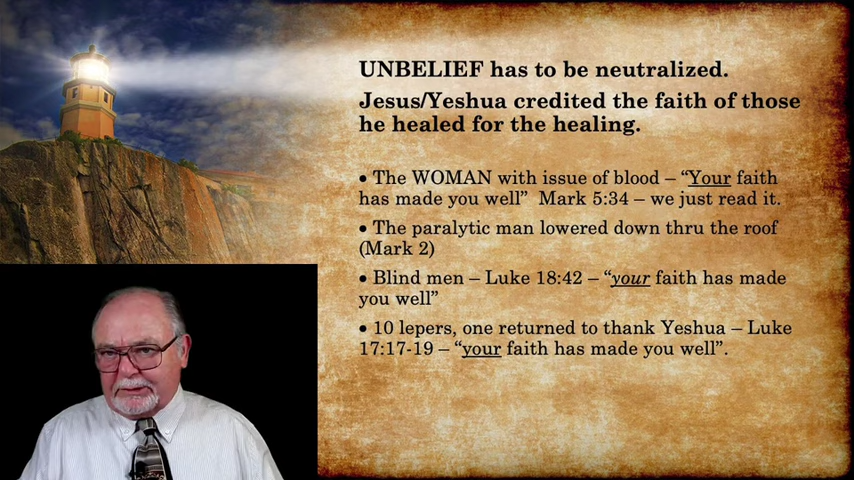 UNBELIEF has to be neutralized.
Jesus/Yeshua credited the faith of those
he healed for the healing.
• The WOMAN with issue of blood – “Your faith
has made you well”  Mark 5:34 – we just read it.
• The paralytic man lowered down thru the roof
(Mark 2)
• Blind men – Luke 18:42 – “your faith has made
you well”
• 10 lepers, one returned to thank Yeshua – Luke
17:17-19 – “your faith has made you well”.